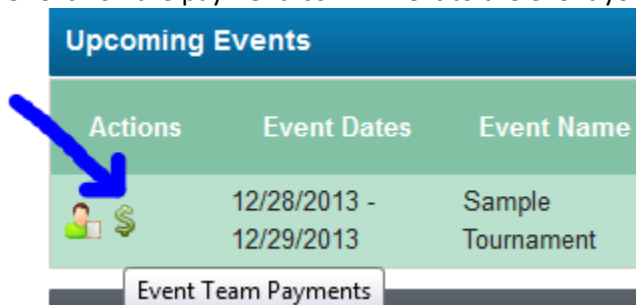 Upcoming Events
Actions Event Dates Event Name
12/28/2013 - Sample
12/29/2013 Tournament
Event Team Payments